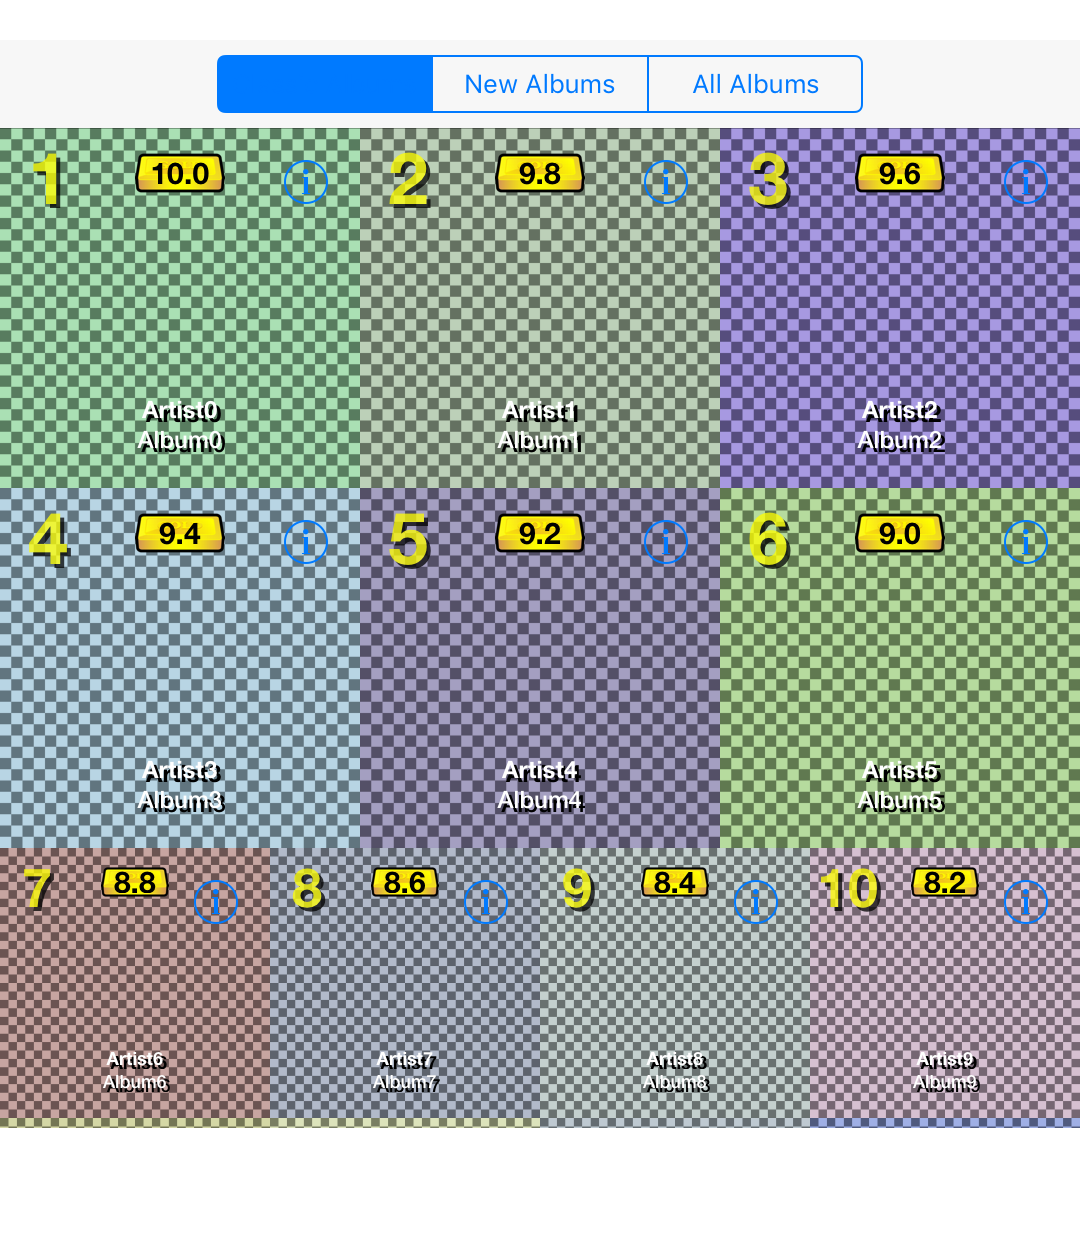 New Albums
All Albums
1
10.0
i
2
9.8
i
3
9.6
i
Artist0
Album0
Artist1
Album1
Artist2
Album2
4
9.4
i
5
9.2
i
6
9.0
i
Artist3
Album3
Artist4
Album4
Artist5
Album5
7
8.8
i
8
8.6
i
9
8.4
i
10
8.2
i
Artist6
Album6
Artist7
Album7
Artist8
Album8
Artist9
Album9